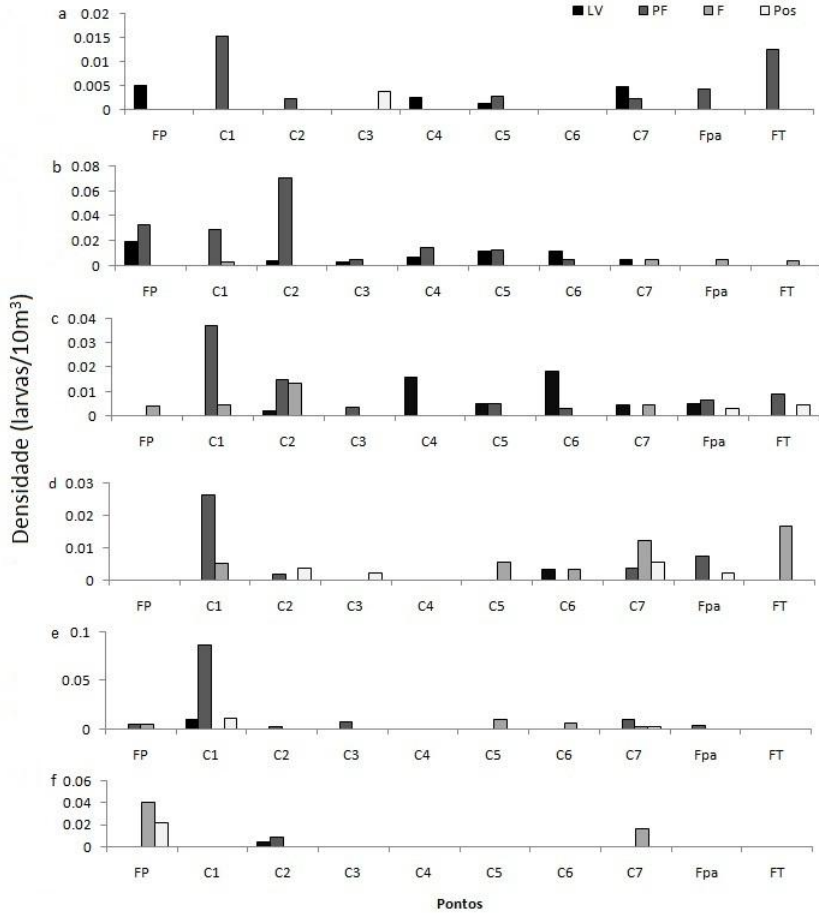 LV PF F Pos
a 0.02
0.015
0.01
0.005
0
FP C1 C2 C3 C4 C5 C6 C7 Fpa FT
b 0.08
0.06
0.04
0.02
0
FP C1 C2 C3 C4 C5 C6 C7 Fpa FT
Densidade (larvas/10m³)
c 0.04
0.03
0.02
0.01
0
FP C1 C2 C3 C4 C5 C6 C7 Fpa FT
d 0.03
0.02
0.01
0
FP C1 C2 C3 C4 C5 C6 C7 Fpa FT
e 0.1
0.05
0
FP C1 C2 C3 C4 C5 C6 C7 Fpa FT
f 0.06
0.04
0.02
0
FP C1 C2 C3 C4 C5 C6 C7 Fpa FT
Pontos